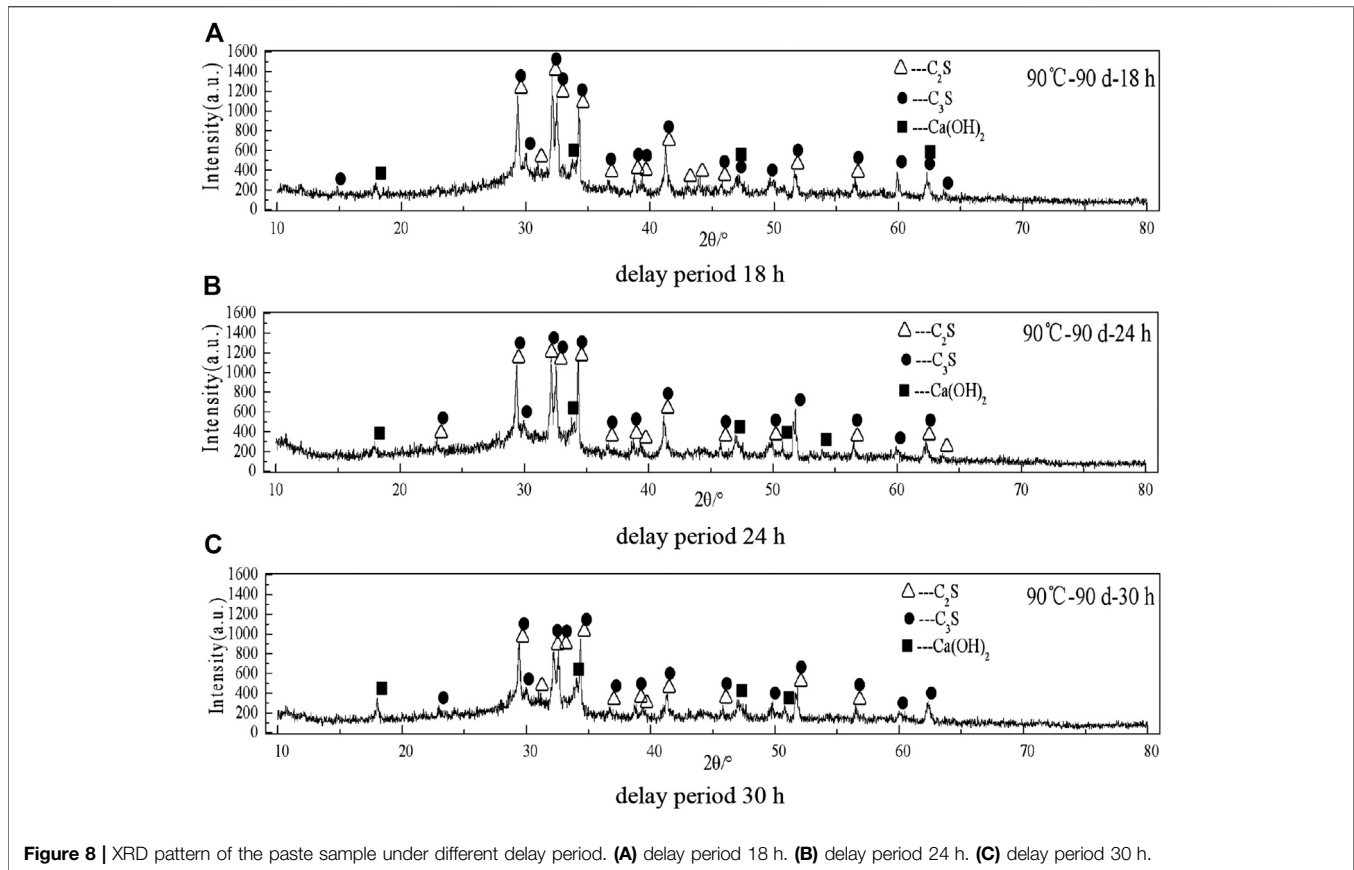 A
1600
1400
1200
1000
800
600
400
200
0
Intensity(a.u.)
△ ---C₂S
● ---C₃S
■ ---Ca(OH)₂
90℃-90 d-18 h
10 20 30 40 50 60 70 80
2θ/°
delay period 18 h
B
1600
1400
1200
1000
800
600
400
200
0
Intensity(a.u.)
△ ---C₂S
● ---C₃S
■ ---Ca(OH)₂
90℃-90 d-24 h
10 20 30 40 50 60 70 80
2θ/°
delay period 24 h
C
1600
1400
1200
1000
800
600
400
200
0
Intensity(a.u.)
△ ---C₂S
● ---C₃S
■ ---Ca(OH)₂
90℃-90 d-30 h
10 20 30 40 50 60 70 80
2θ/°
delay period 30 h
Figure 8 | XRD pattern of the paste sample under different delay period. (A) delay period 18 h. (B) delay period 24 h. (C) delay period 30 h.